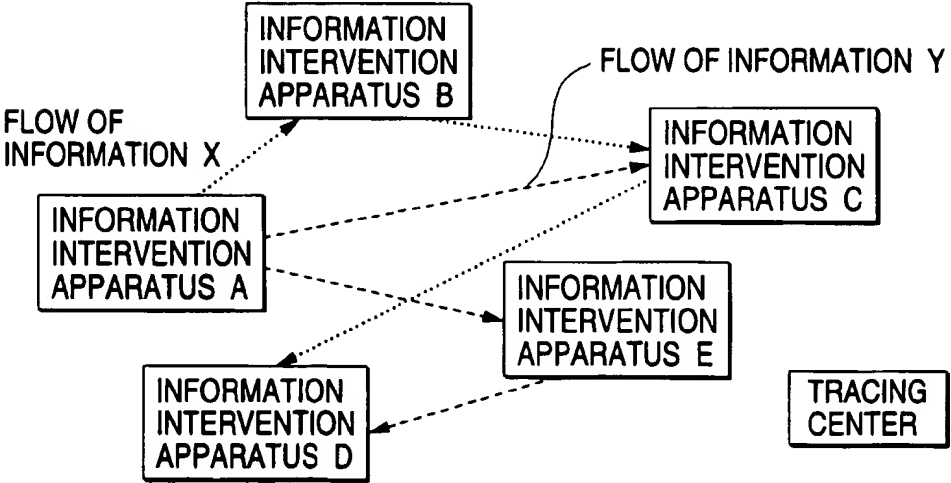 INFORMATION
INTERVENTION
APPARATUS B
FLOW OF INFORMATION Y
FLOW OF
INFORMATION X
INFORMATION
INTERVENTION
APPARATUS C
INFORMATION
INTERVENTION
APPARATUS A
INFORMATION
INTERVENTION
APPARATUS E
INFORMATION
INTERVENTION
APPARATUS D
TRACING
CENTER